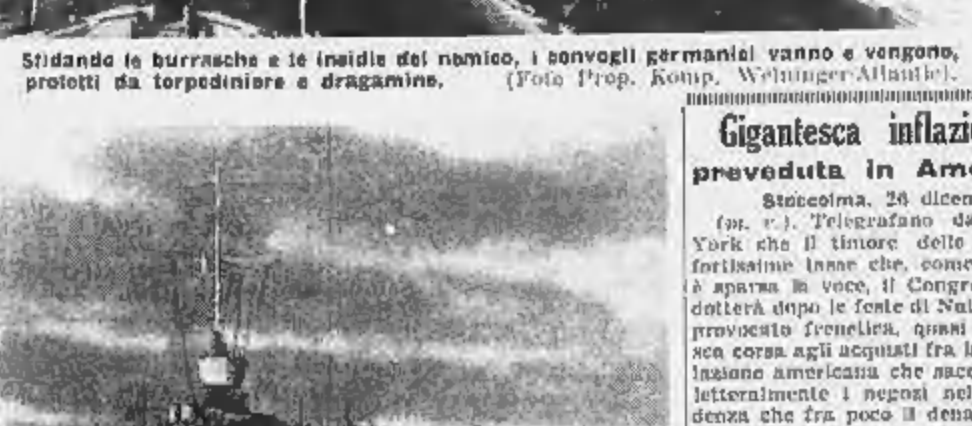 Sfidando le burrasche e le insidie del nemico, i convogli germanici vanno e vengono,
protetti da torpediniere e dragamine. (Foto Prop. Komp. Weininger-Atlantic).
Gigantesca inflazi
preveduta in Ame
Stoccolma, 26 dicem
(m. r.). Telegrafano da
York che il timore delle
fortissime tasse che, come
è sparsa la voce, il Congre
dotterà dopo le feste di Nat
provocato frenetica, quasi
sca corsa agli acquisti fra la
lazione americana che sacc
letteralmente i negozi nel
denza che fra poco il dena